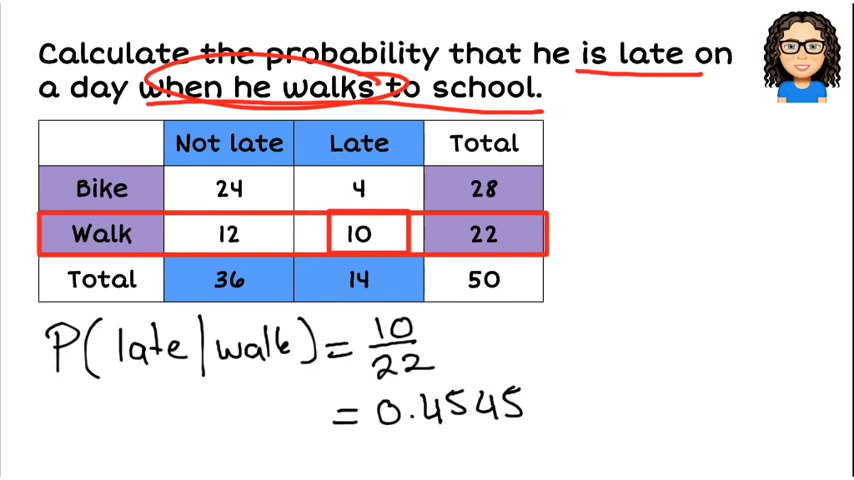 Calculate the probability that he is late on
a day when he walks to school.
Not late Late Total
Bike 24 4 28
Walk 12 10 22
Total 36 14 50
P(late|walk) = 10/22
= 0.4545